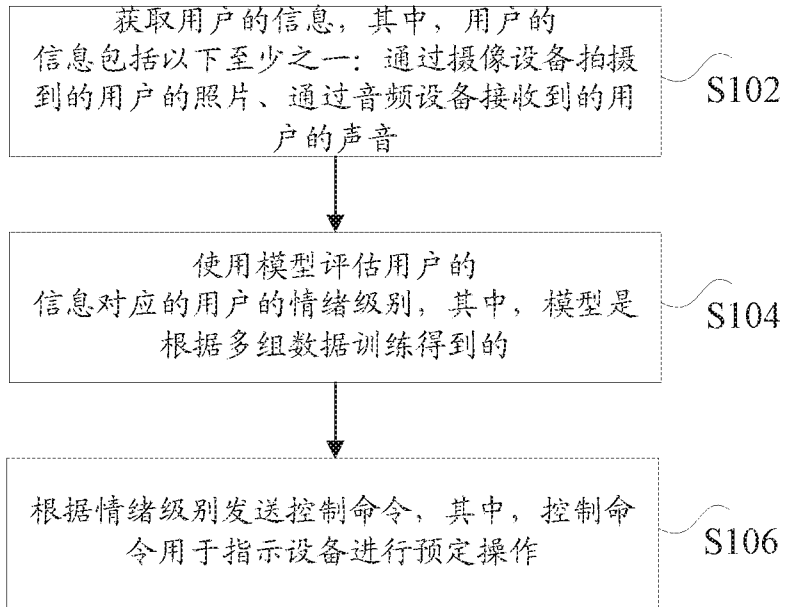 获取用户的信息，其中，用户的
信息包括以下至少之一：通过摄像设备拍摄
到的用户的照片、通过音频设备接收到的用
户的声音
S102
使用模型评估用户的
信息对应的用户的情绪级别，其中，模型是
根据多组数据训练得到的
S104
根据情绪级别发送控制命令，其中，控制命
令用于指示设备进行预定操作
S106